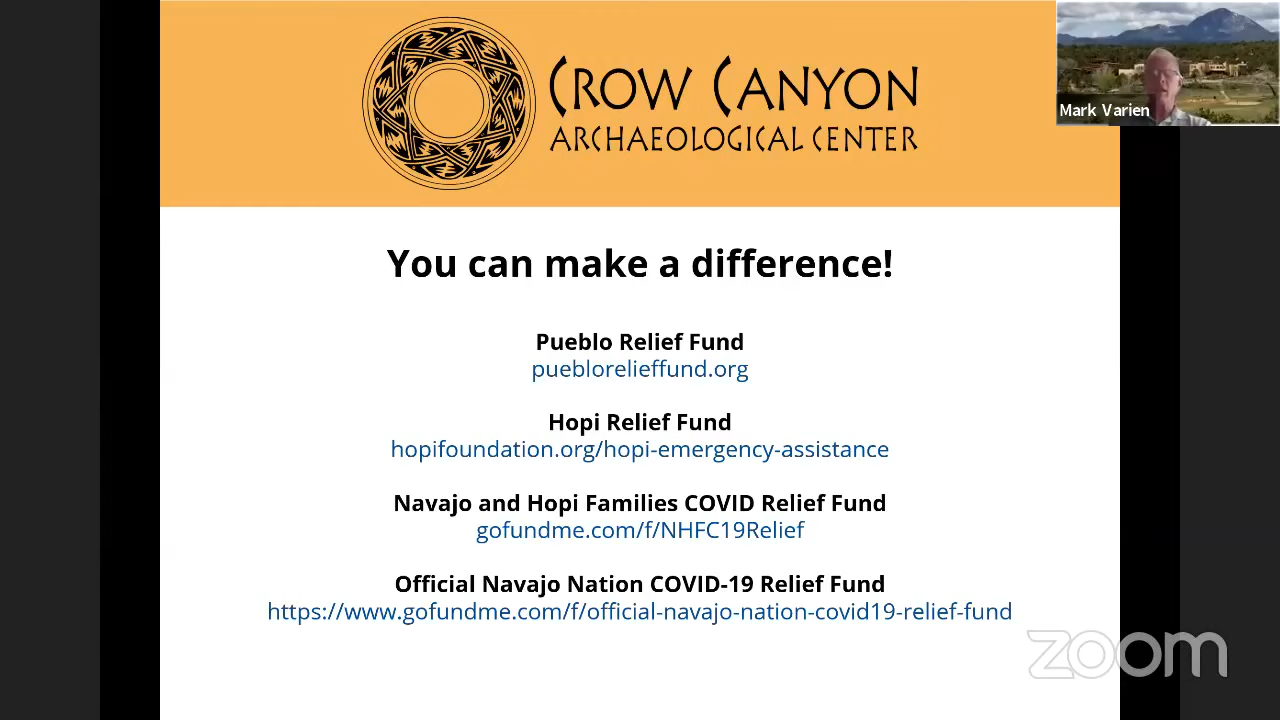 CROW CANYON
ARCHAEOLOGICAL CENTER
Mark Varien
You can make a difference!
Pueblo Relief Fund
pueblorelieffund.org
Hopi Relief Fund
hopifoundation.org/hopi-emergency-assistance
Navajo and Hopi Families COVID Relief Fund
gofundme.com/f/NHFC19Relief
Official Navajo Nation COVID-19 Relief Fund
https://www.gofundme.com/f/official-navajo-nation-covid19-relief-fund
zoom